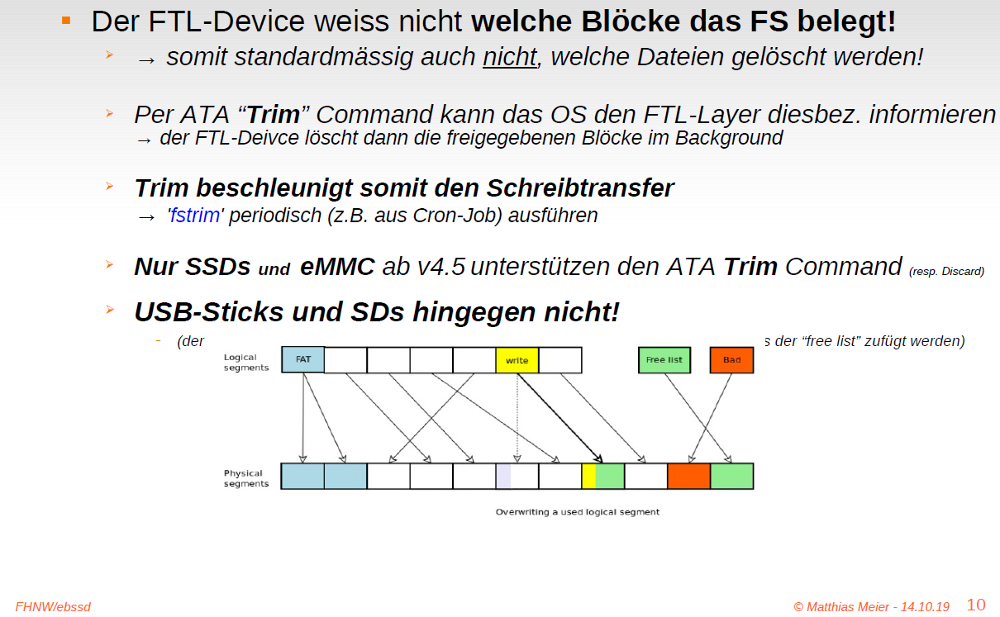 Der FTL-Device weiss nicht welche Blöcke das FS belegt!
→ somit standardmässig auch nicht, welche Dateien gelöscht werden!
Per ATA “Trim” Command kann das OS den FTL-Layer diesbez. informieren
→ der FTL-Deivce löscht dann die freigegebenen Blöcke im Background
Trim beschleunigt somit den Schreibtransfer
→ 'fstrim' periodisch (z.B. aus Cron-Job) ausführen
Nur SSDs und eMMC ab v4.5 unterstützen den ATA Trim Command (resp. Discard)
USB-Sticks und SDs hingegen nicht!
(der s der “free list” zufügt werden)
Logical segments
FAT write Free list Bad
Physical segments
Overwriting a used logical segment
FHNW/ebssd © Matthias Meier - 14.10.19 10